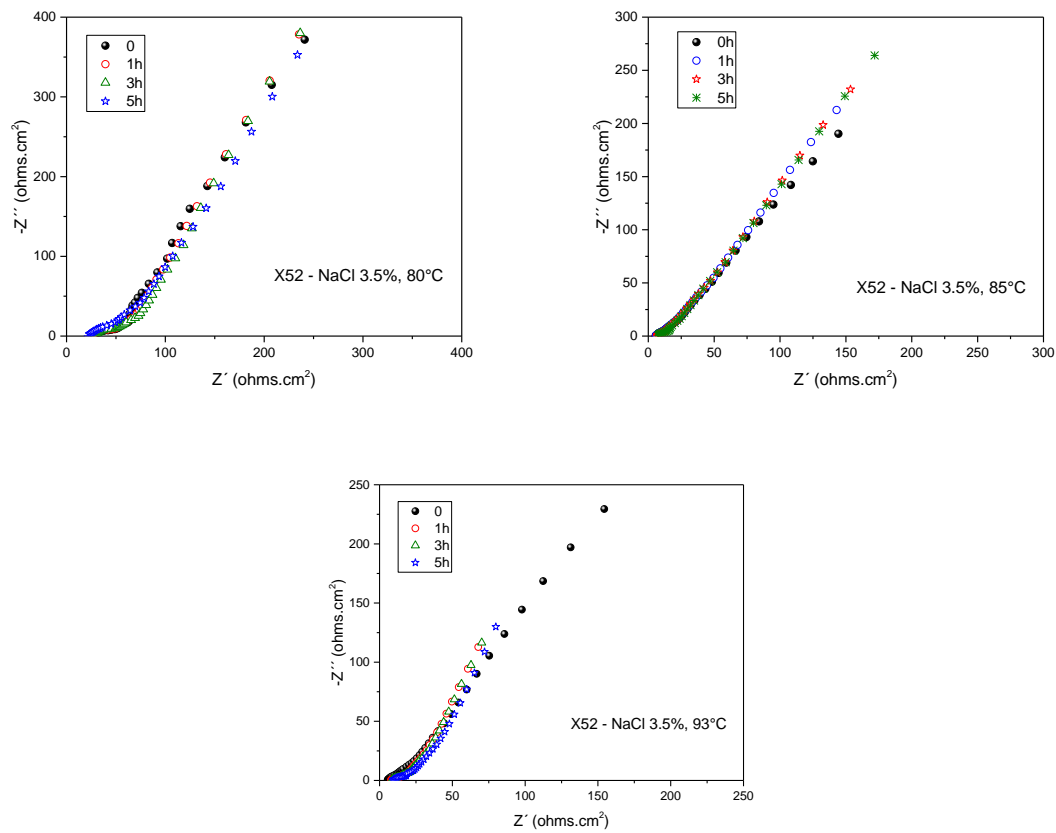 400
300
200
100
0
0 100 200 300 400
-Z´´ (ohms.cm²)
Z´ (ohms.cm²)
0
1h
3h
5h
X52 - NaCl 3.5%, 80°C
300
250
200
150
100
50
0
0 50 100 150 200 250 300
-Z´´ (ohms.cm²)
Z´ (ohms.cm²)
0h
1h
3h
5h
X52 - NaCl 3.5%, 85°C
250
200
150
100
50
0
0 50 100 150 200 250
-Z´´ (ohms.cm²)
Z´ (ohms.cm²)
0
1h
3h
5h
X52 - NaCl 3.5%, 93°C